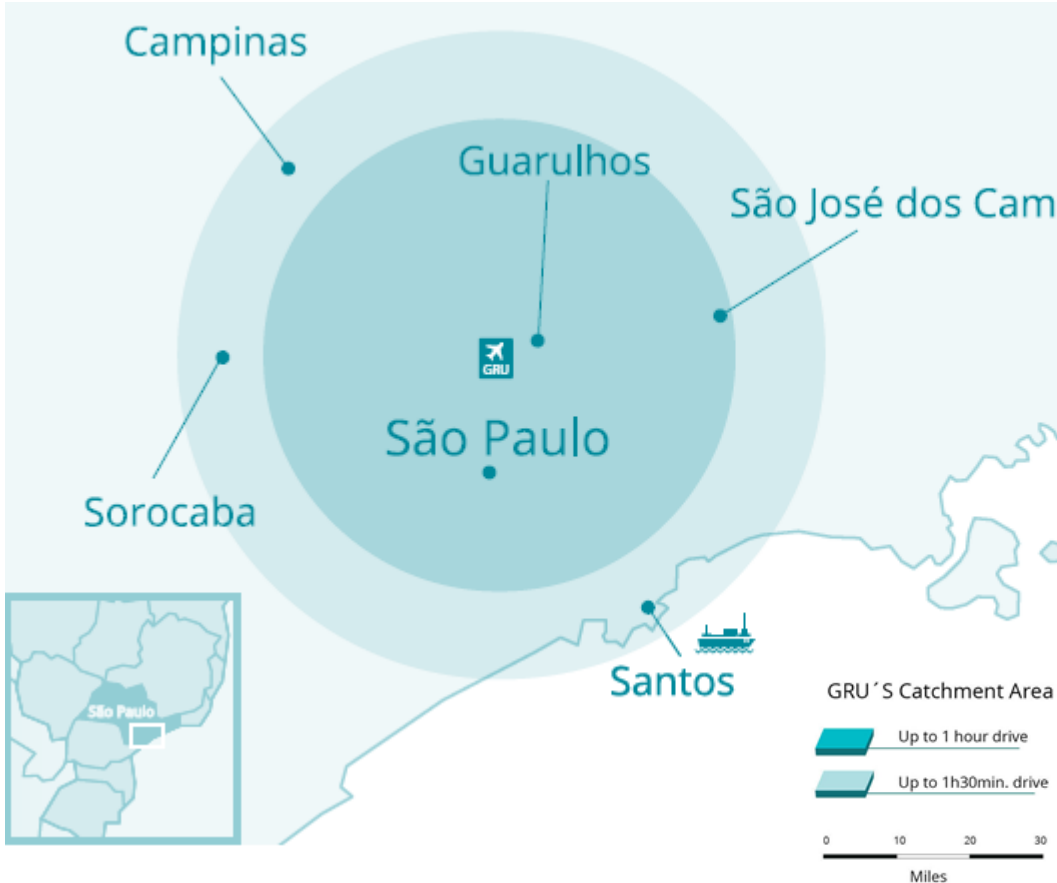 Campinas
Guarulhos
São José dos Cam
GRU
São Paulo
Sorocaba
Santos
São Paulo
GRU´S Catchment Area
Up to 1 hour drive
Up to 1h30min. drive
0 10 20 30
Miles